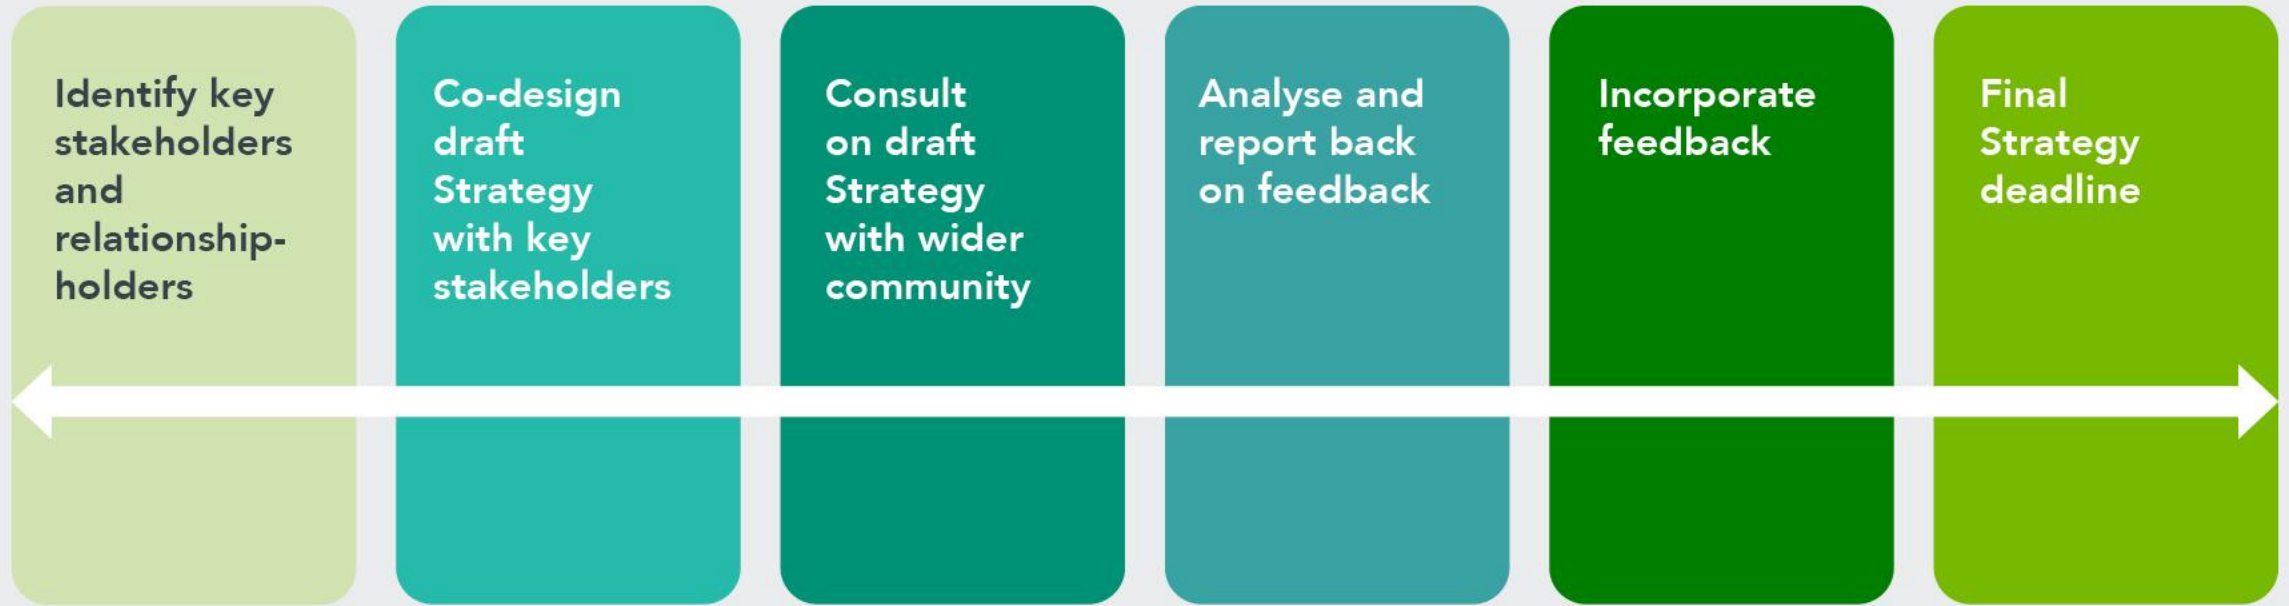 Identify key
stakeholders
and
relationship-
holders
Co-design
draft
Strategy
with key
stakeholders
Consult
on draft
Strategy
with wider
community
Analyse and
report back
on feedback
Incorporate
feedback
Final
Strategy
deadline